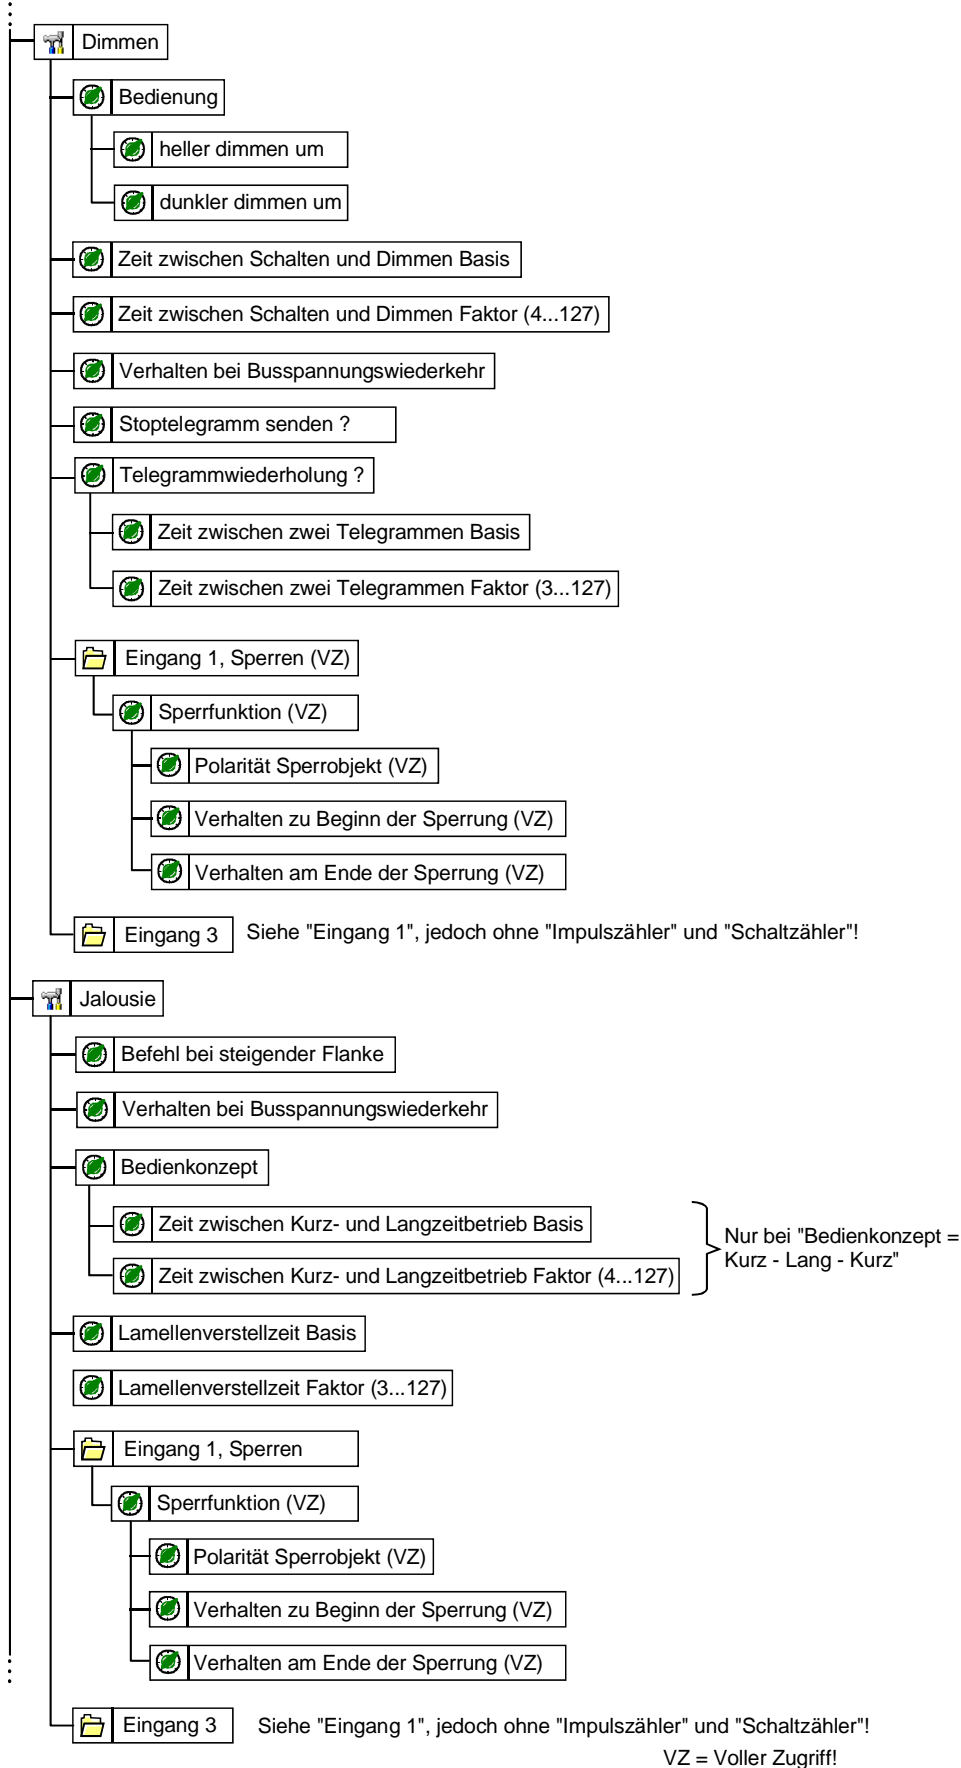 Dimmen
Bedienung
heller dimmen um
dunkler dimmen um
Zeit zwischen Schalten und Dimmen Basis
Zeit zwischen Schalten und Dimmen Faktor (4...127)
Verhalten bei Busspannungswiederkehr
Stoptelegramm senden ?
Telegrammwiederholung ?
Zeit zwischen zwei Telegrammen Basis
Zeit zwischen zwei Telegrammen Faktor (3...127)
Eingang 1, Sperren (VZ)
Sperrfunktion (VZ)
Polarität Sperrobjekt (VZ)
Verhalten zu Beginn der Sperrung (VZ)
Verhalten am Ende der Sperrung (VZ)
Eingang 3 Siehe "Eingang 1", jedoch ohne "Impulszähler" und "Schaltzähler"!
Jalousie
Befehl bei steigender Flanke
Verhalten bei Busspannungswiederkehr
Bedienkonzept
Zeit zwischen Kurz- und Langzeitbetrieb Basis
Zeit zwischen Kurz- und Langzeitbetrieb Faktor (4...127)
Nur bei "Bedienkonzept =
Kurz - Lang - Kurz"
Lamellenverstellzeit Basis
Lamellenverstellzeit Faktor (3...127)
Eingang 1, Sperren
Sperrfunktion (VZ)
Polarität Sperrobjekt (VZ)
Verhalten zu Beginn der Sperrung (VZ)
Verhalten am Ende der Sperrung (VZ)
Eingang 3 Siehe "Eingang 1", jedoch ohne "Impulszähler" und "Schaltzähler"!
VZ = Voller Zugriff!